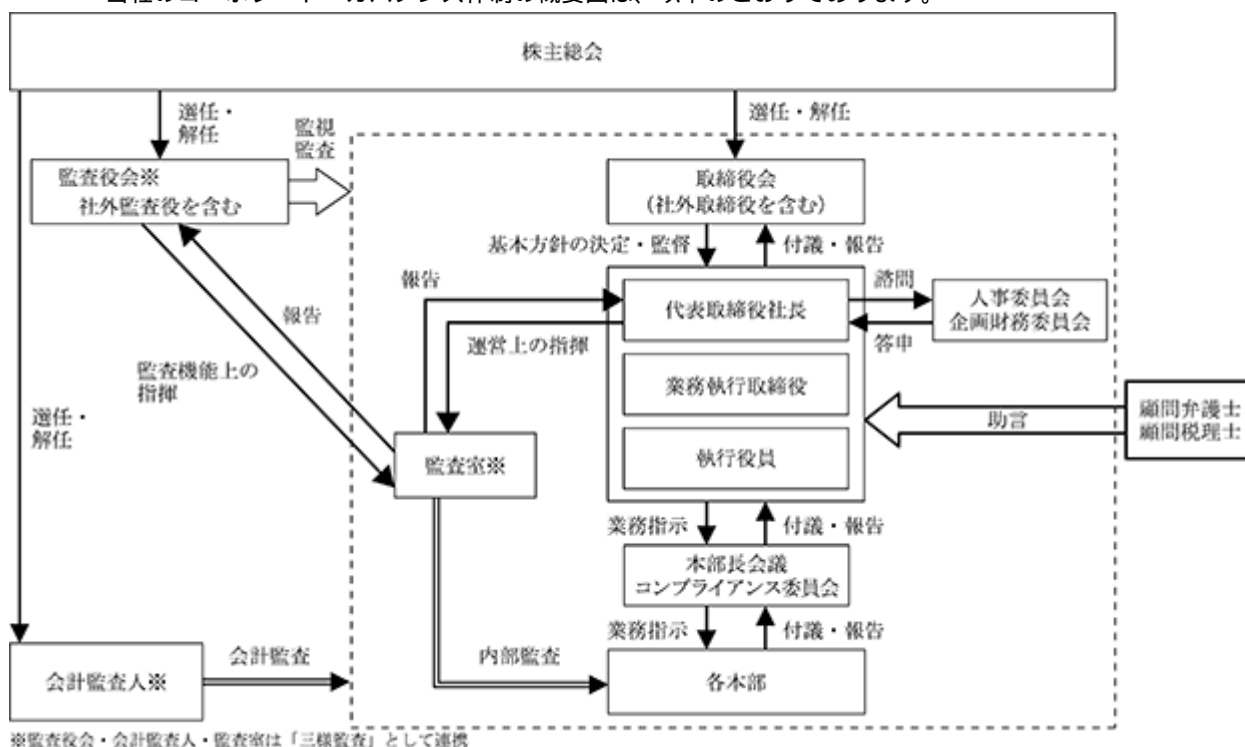 当社のコーポレート・ガバナンス体制の概要図は、以下のとおりであります。
株主総会
選任・
解任
監視
監査
選任・解任
監査役会※
社外監査役を含む
取締役会
(社外取締役を含む)
基本方針の決定・監督
付議・報告
報告
代表取締役社長
諮問
人事委員会
企画財務委員会
答申
報告
運営上の指揮
監査機能上の
指揮
業務執行取締役
選任・
解任
助言
顧問弁護士
顧問税理士
監査室※
執行役員
業務指示
付議・報告
本部長会議
コンプライアンス委員会
業務指示
付議・報告
会計監査人※
会計監査
内部監査
各本部
※監査役会・会計監査人・監査室は「三様監査」として連携